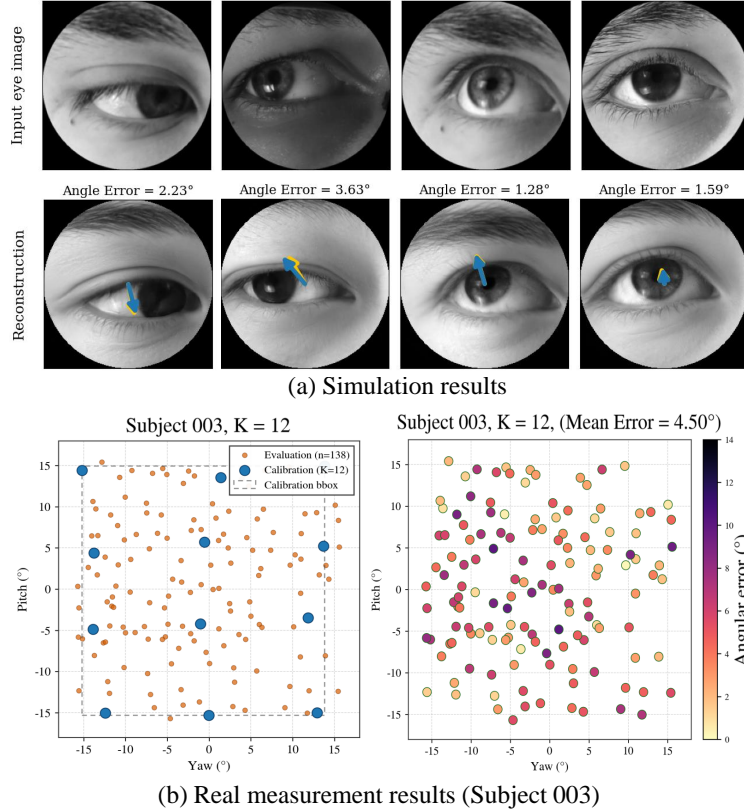 Input eye image
Angle Error = 2.23°
Angle Error = 3.63°
Angle Error = 1.28°
Angle Error = 1.59°
Reconstruction
(a) Simulation results
Subject 003, K = 12
Evaluation (n=138)
Calibration (K=12)
Calibration bbox
Pitch (°)
15
10
5
0
-5
-10
-15
-15
-10
-5
0
5
10
15
Yaw (°)
Subject 003, K = 12, (Mean Error = 4.50°)
Pitch (°)
15
10
5
0
-5
-10
-15
-15
-10
-5
0
5
10
15
Yaw (°)
14
12
10
8
6
4
2
0
Angular error (°)
(b) Real measurement results (Subject 003)